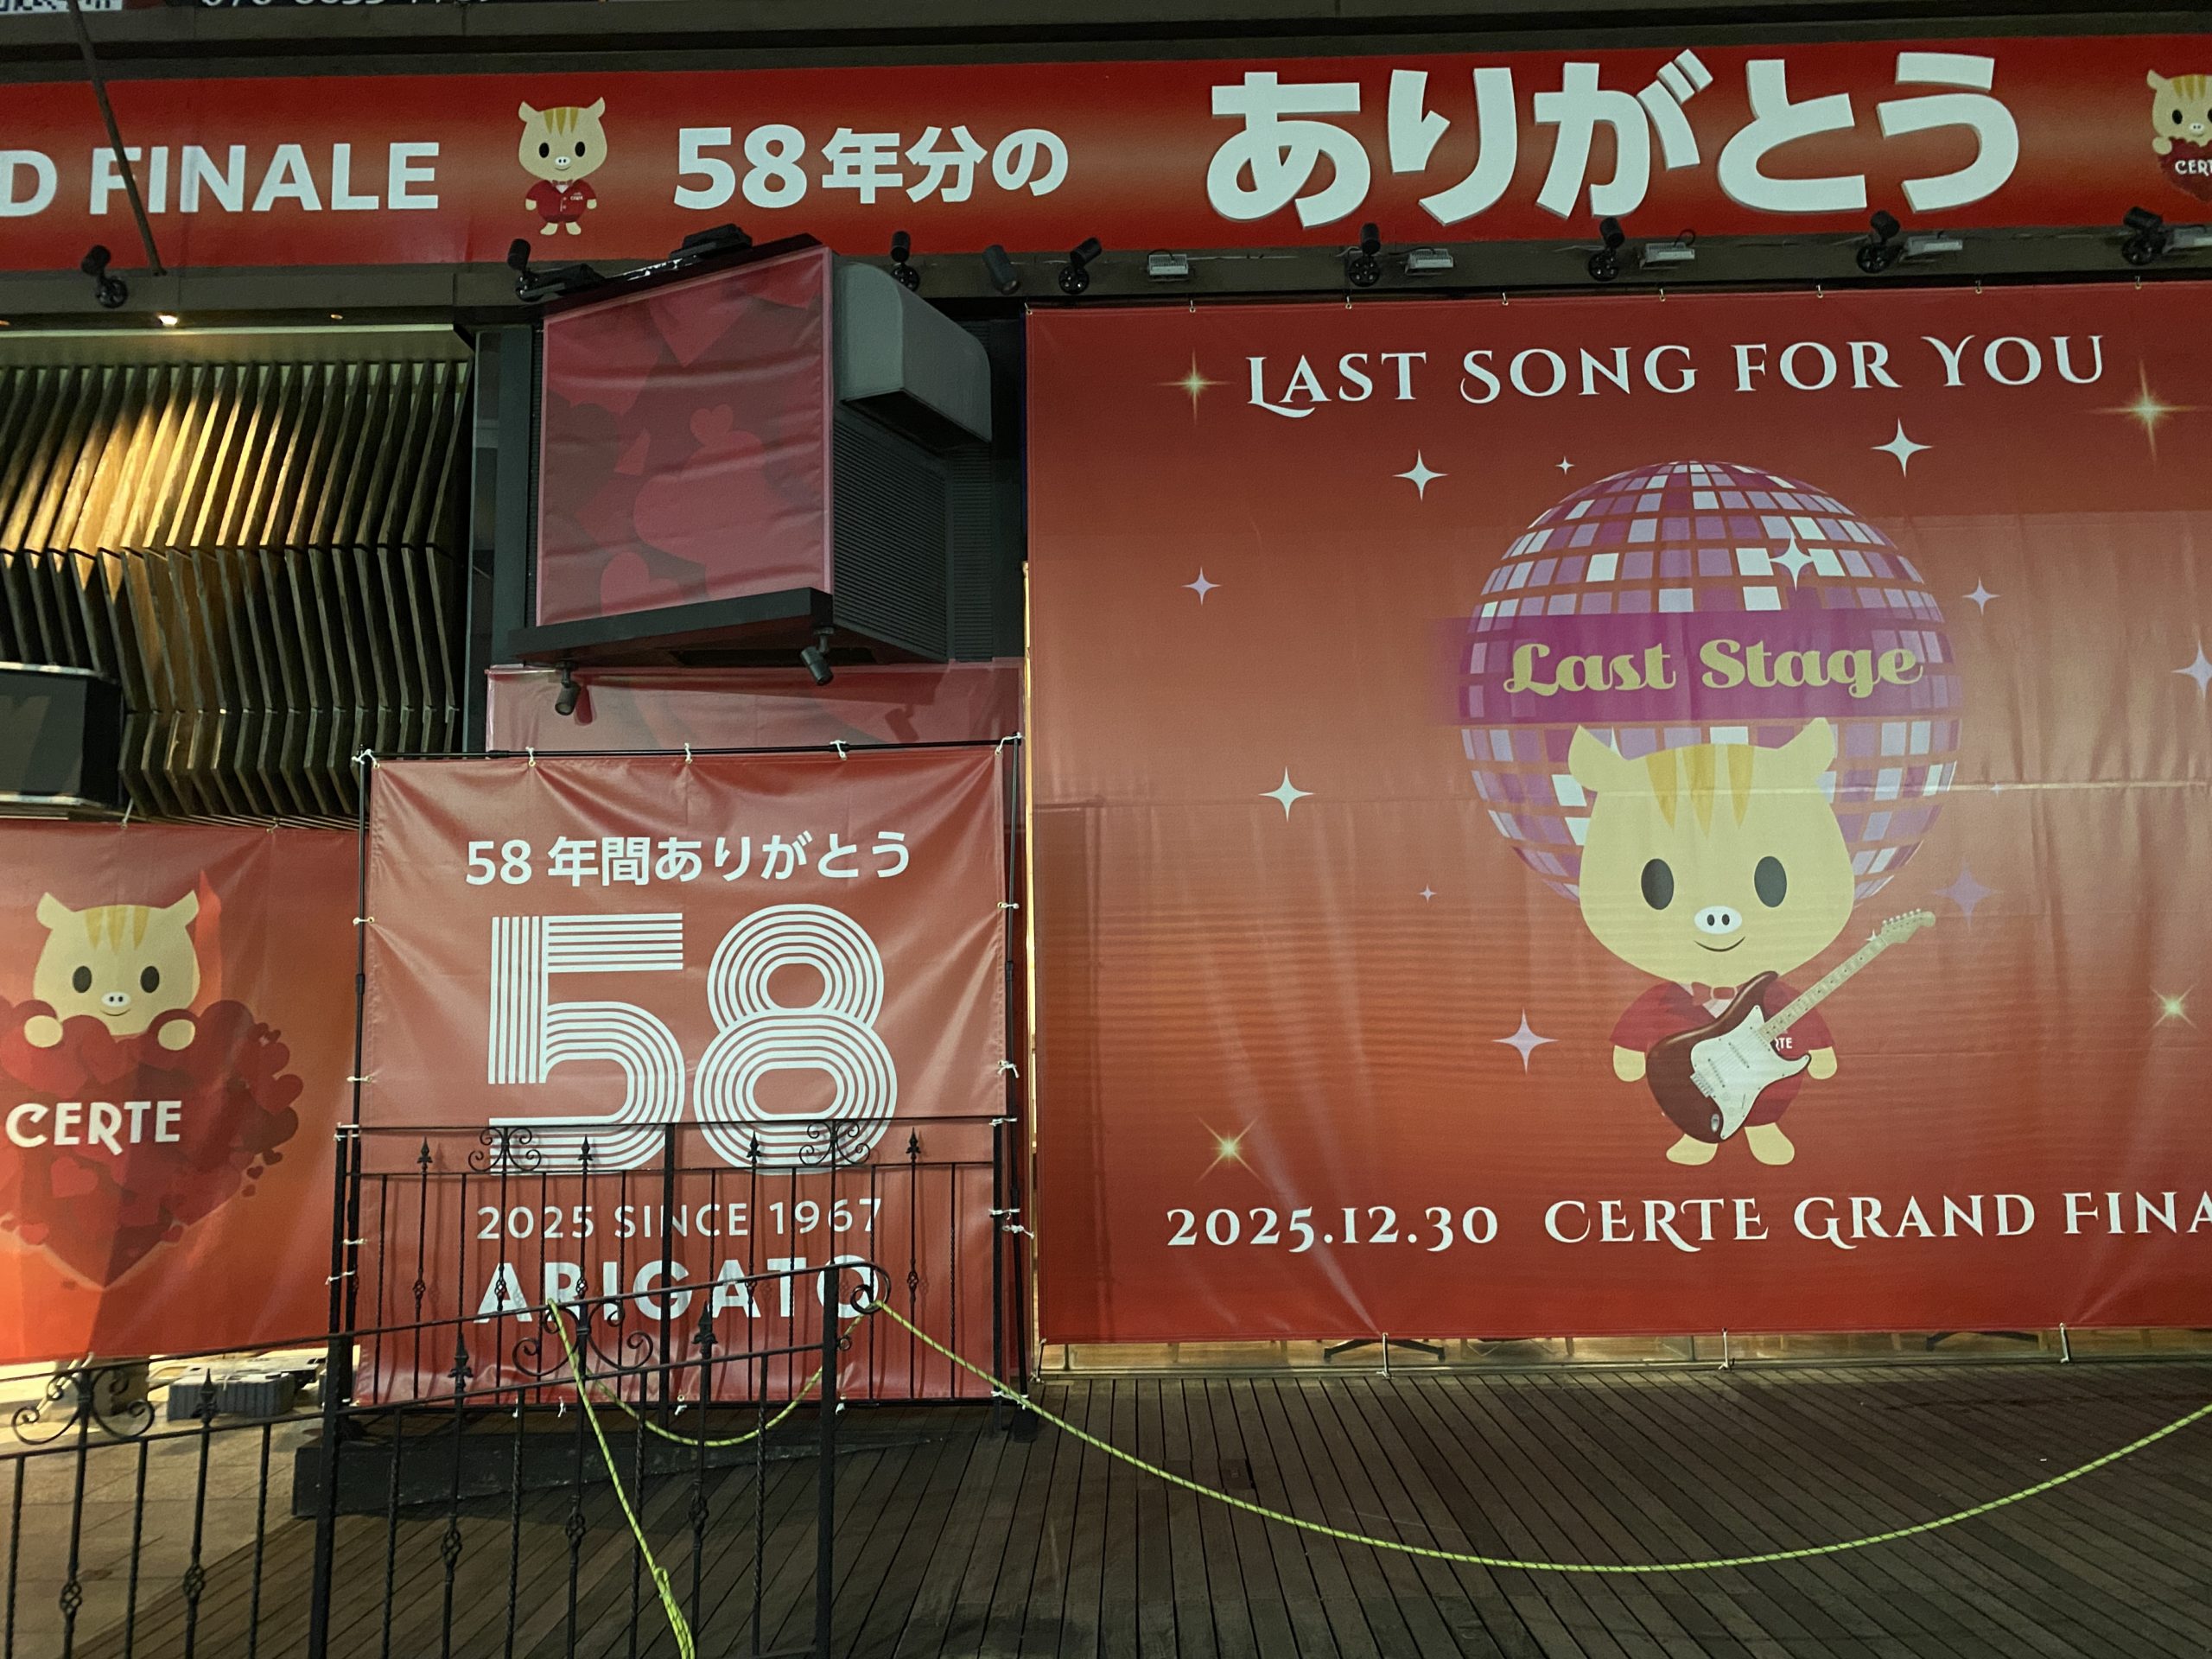 D FINALE 58年分の ありがとう
CERTE
LAST SONG FOR YOU
Last Stage
58年間ありがとう
58
2025 SINCE 1967
ARIGATO
CERTE
2025.12.30 CERTE GRAND FINA